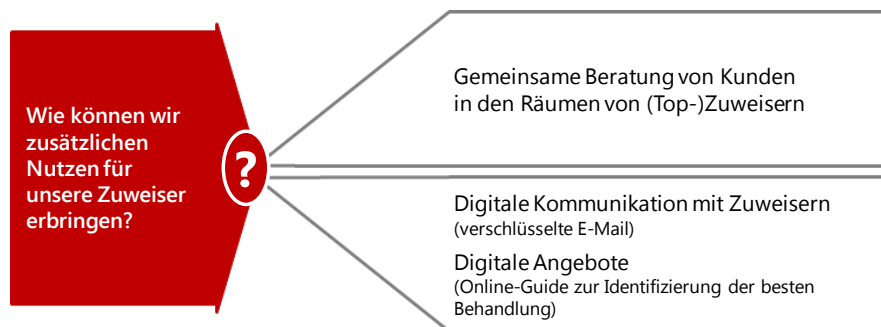 Wie können wir
zusätzlichen
Nutzen für
unsere Zuweiser
erbringen?
?
Gemeinsame Beratung von Kunden
in den Räumen von (Top-)Zuweisern
Digitale Kommunikation mit Zuweisern
(verschlüsselte E-Mail)
Digitale Angebote
(Online-Guide zur Identifizierung der besten
Behandlung)